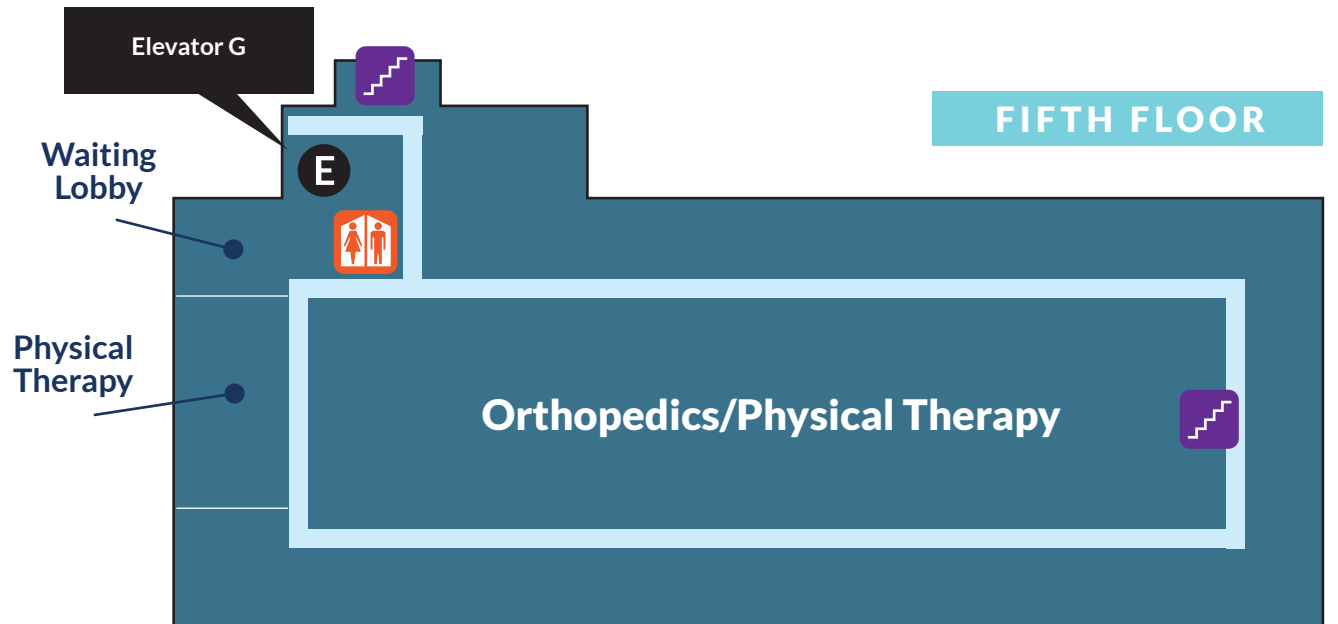 Elevator G
FIFTH FLOOR
Waiting
Lobby
E
Physical
Therapy
Orthopedics/Physical Therapy